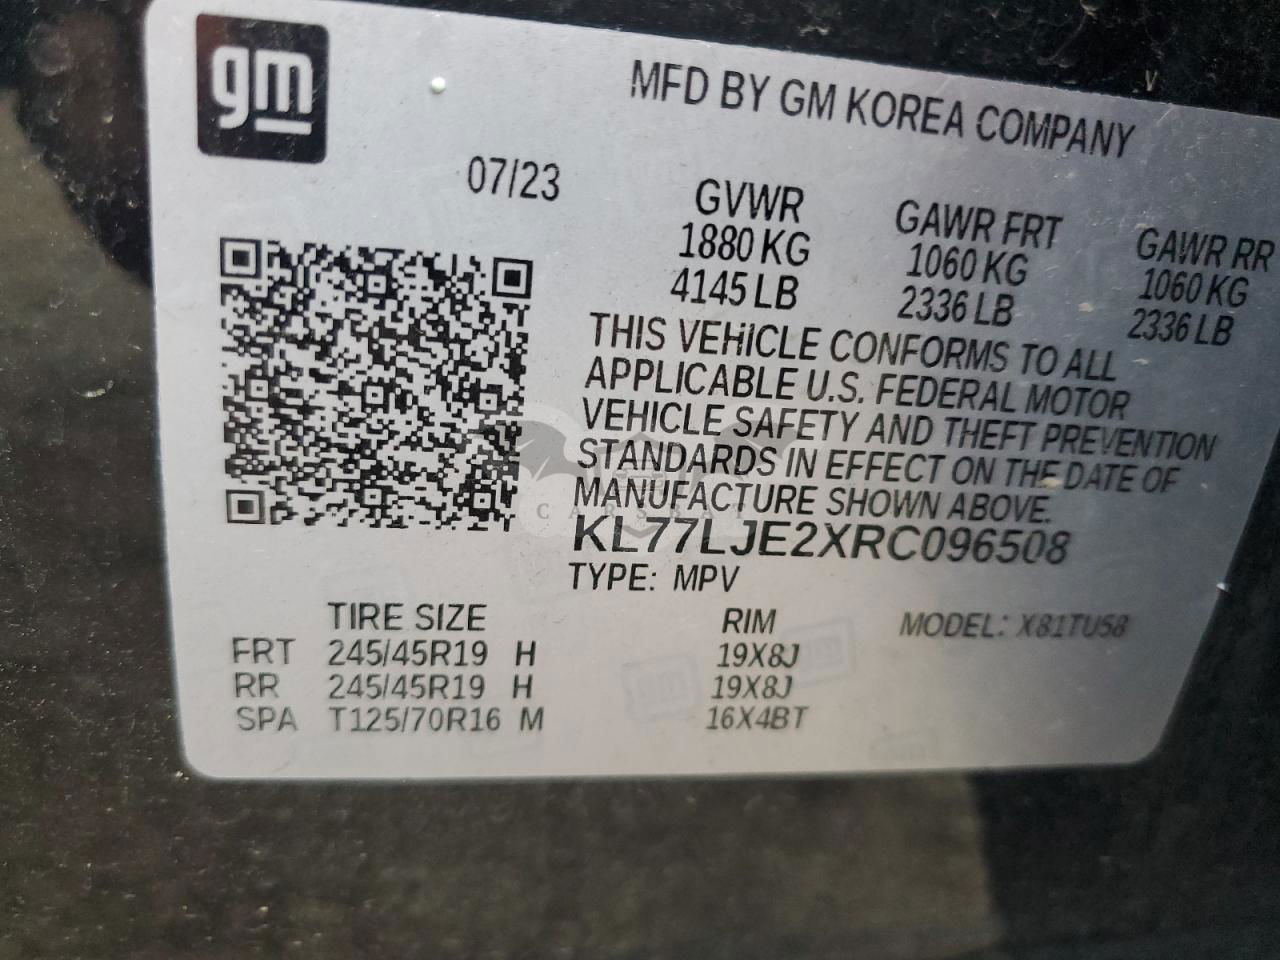 gm
MFD BY GM KOREA COMPANY
07/23
GVWR GAWR FRT GAWR RR
1880 KG 1060 KG 1060 KG
4145 LB 2336 LB 2336 LB
THIS VEHICLE CONFORMS TO ALL
APPLICABLE U.S. FEDERAL MOTOR
VEHICLE SAFETY AND THEFT PREVENTION
STANDARDS IN EFFECT ON THE DATE OF
MANUFACTURE SHOWN ABOVE.
CARSBAT
KL77LJE2XRC096508
TYPE: MPV
TIRE SIZE RIM MODEL: X81TU58
FRT 245/45R19 H 19X8J
RR 245/45R19 H 19X8J
SPA T125/70R16 M 16X4BT